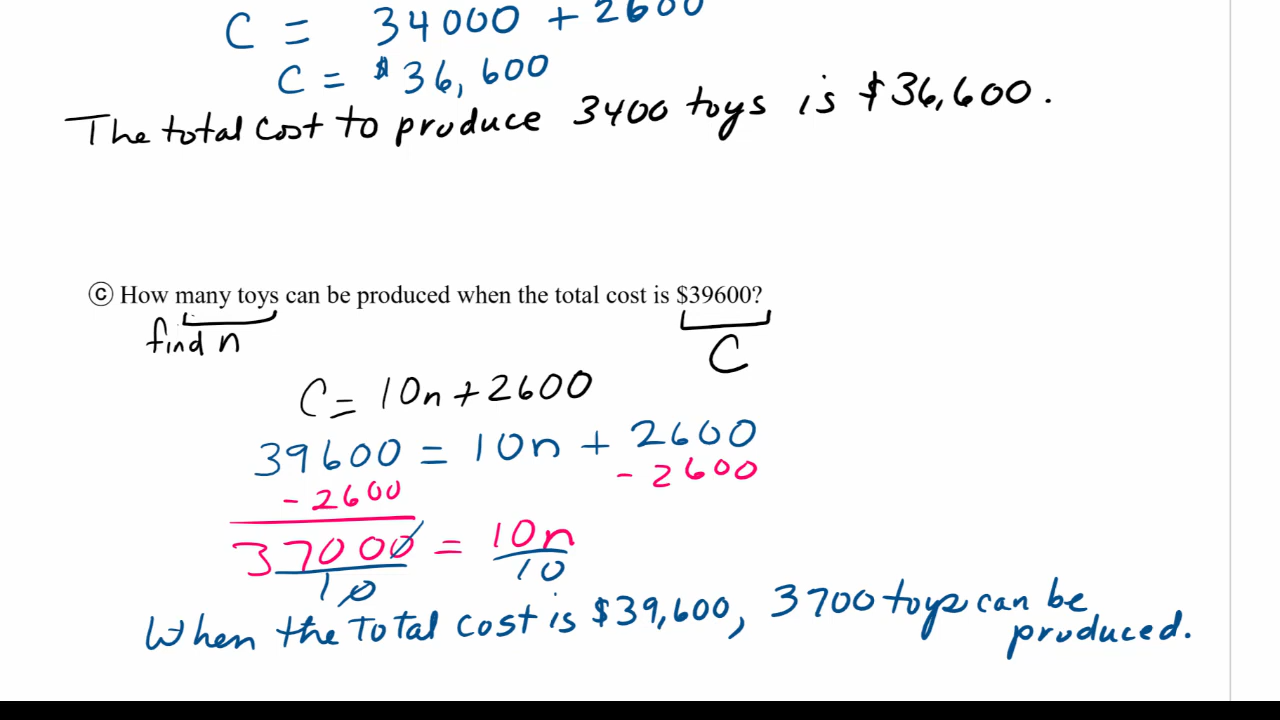 C = 34000 + 2600
C = $36,600
The total cost to produce 3400 toys is $36,600.
ⓒ How many toys can be produced when the total cost is $39600?
find n
C
C = 10n + 2600
39600 = 10n + 2600
- 2600 - 2600
37000 = 10n
10 10
When the total cost is $39,600, 3700 toys can be
produced.